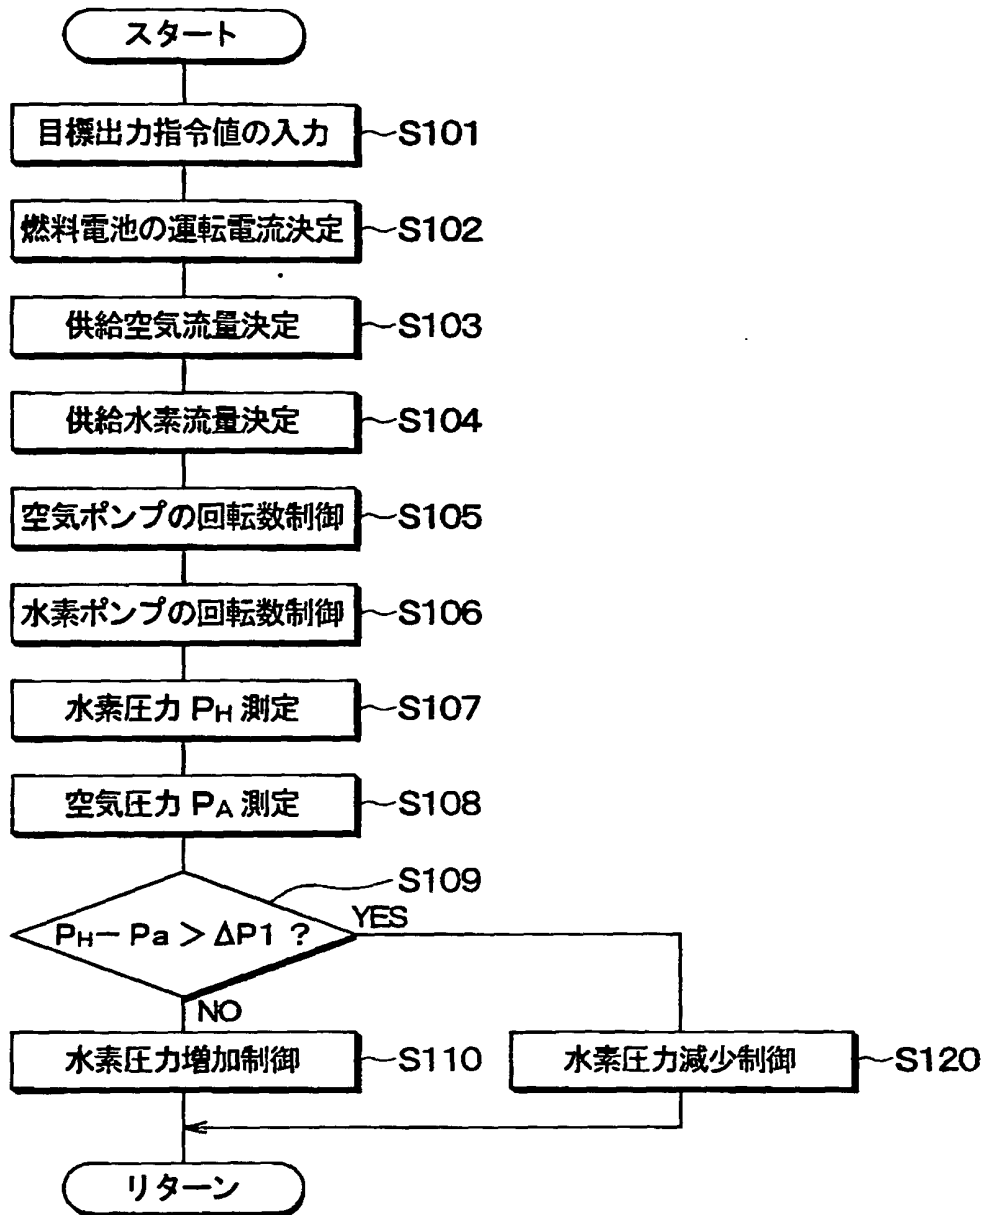 スタート
目標出力指令値の入力 S101
燃料電池の運転電流決定 S102
供給空気流量決定 S103
供給水素流量決定 S104
空気ポンプの回転数制御 S105
水素ポンプの回転数制御 S106
水素圧力 PH 測定 S107
空気圧力 PA 測定 S108
S109
PH－Pa > ΔP1 ?
YES
NO
水素圧力増加制御 S110
水素圧力減少制御 S120
リターン